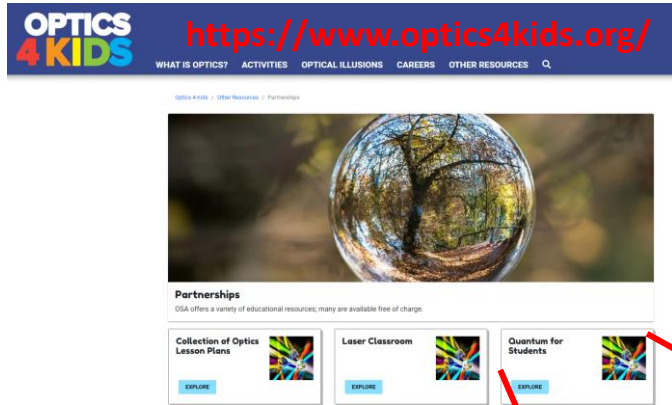 OPTICS
4 KIDS
https://www.optics4kids.org/
WHAT IS OPTICS? ACTIVITIES OPTICAL ILLUSIONS CAREERS OTHER RESOURCES
Optics 4 Kids / Other Resources / Partnerships
Partnerships
OSA offers a variety of educational resources; many are available free of charge.
Collection of Optics
Lesson Plans
EXPLORE
Laser Classroom
EXPLORE
Quantum for
Students
EXPLORE